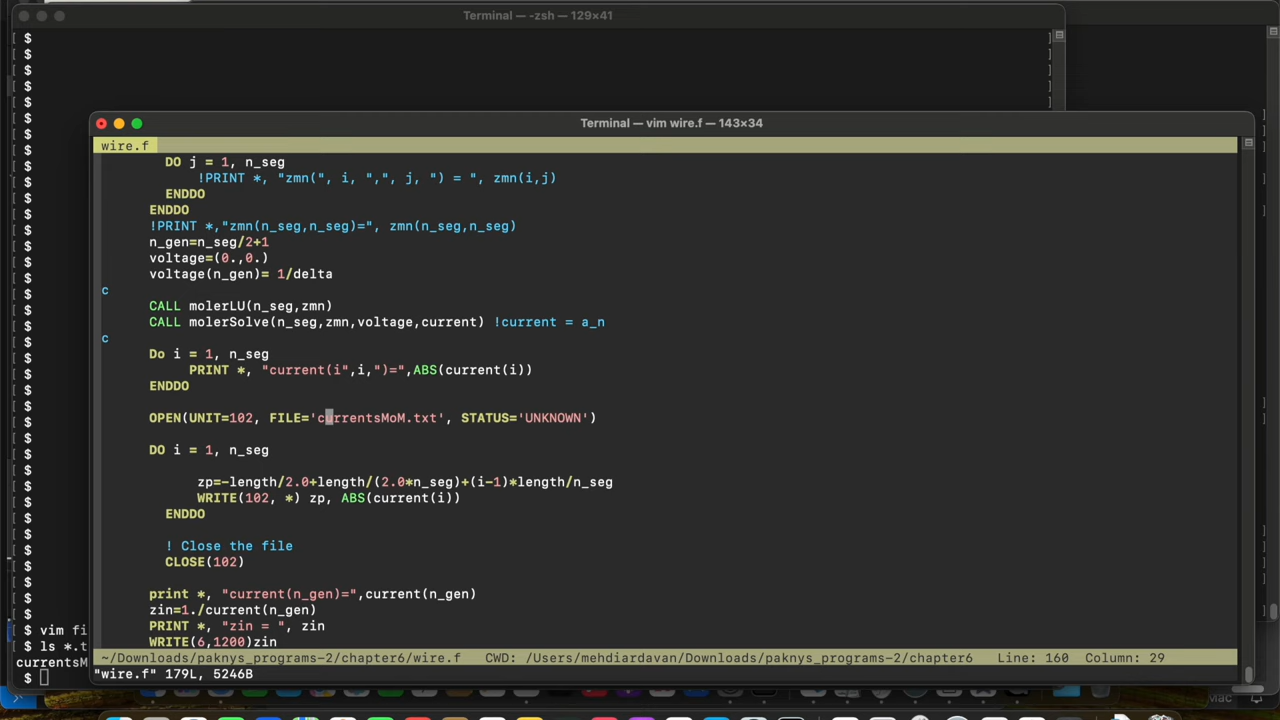 Terminal — -zsh — 129×41
[ $ ]
[ $ ]
[ $ ]
[ $ ]
[ $ ]
Terminal — vim wire.f — 143×34
wire.f
DO j = 1, n_seg
!PRINT *, "zmn(", i, ",", j, ") = ", zmn(i,j)
ENDDO
ENDDO
!PRINT *,"zmn(n_seg,n_seg)=", zmn(n_seg,n_seg)
n_gen=n_seg/2+1
voltage=(0.,0.)
voltage(n_gen)= 1/delta
c
CALL molerLU(n_seg,zmn)
CALL molerSolve(n_seg,zmn,voltage,current) !current = a_n
c
Do i = 1, n_seg
PRINT *, "current(i",i,")=",ABS(current(i))
ENDDO
OPEN(UNIT=102, FILE='currentsMoM.txt', STATUS='UNKNOWN')
DO i = 1, n_seg
zp=-length/2.0+length/(2.0*n_seg)+(i-1)*length/n_seg
WRITE(102, *) zp, ABS(current(i))
ENDDO
! Close the file
CLOSE(102)
print *, "current(n_gen)=",current(n_gen)
zin=1./current(n_gen)
PRINT *, "zin = ", zin
WRITE(6,1200)zin
~/Downloads/paknys_programs-2/chapter6/wire.f CWD: /Users/mehdiardavan/Downloads/paknys_programs-2/chapter6 Line: 160 Column: 29
"wire.f" 179L, 5246B
[ $ vim fi
[ $ ls *.t
currentsM
$
Mac